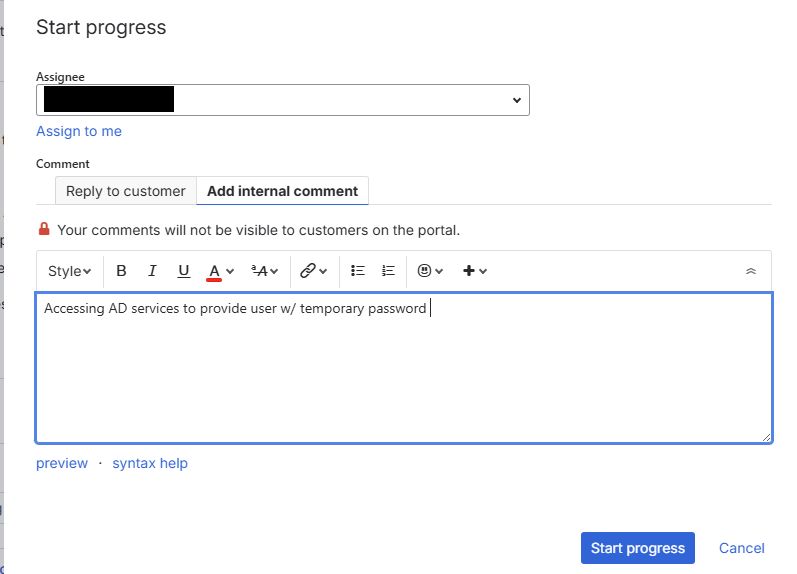 Start progress
Assignee
Assign to me
Comment
Reply to customer Add internal comment
Your comments will not be visible to customers on the portal.
Style B I U A ªA
Accessing AD services to provide user w/ temporary password
preview · syntax help
Start progress Cancel